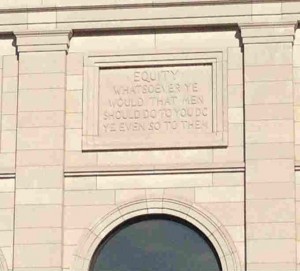 EQUITY
WHATSOEVER YE
WOULD THAT MEN
SHOULD DO TO YOU DO
YE EVEN SO TO THEM